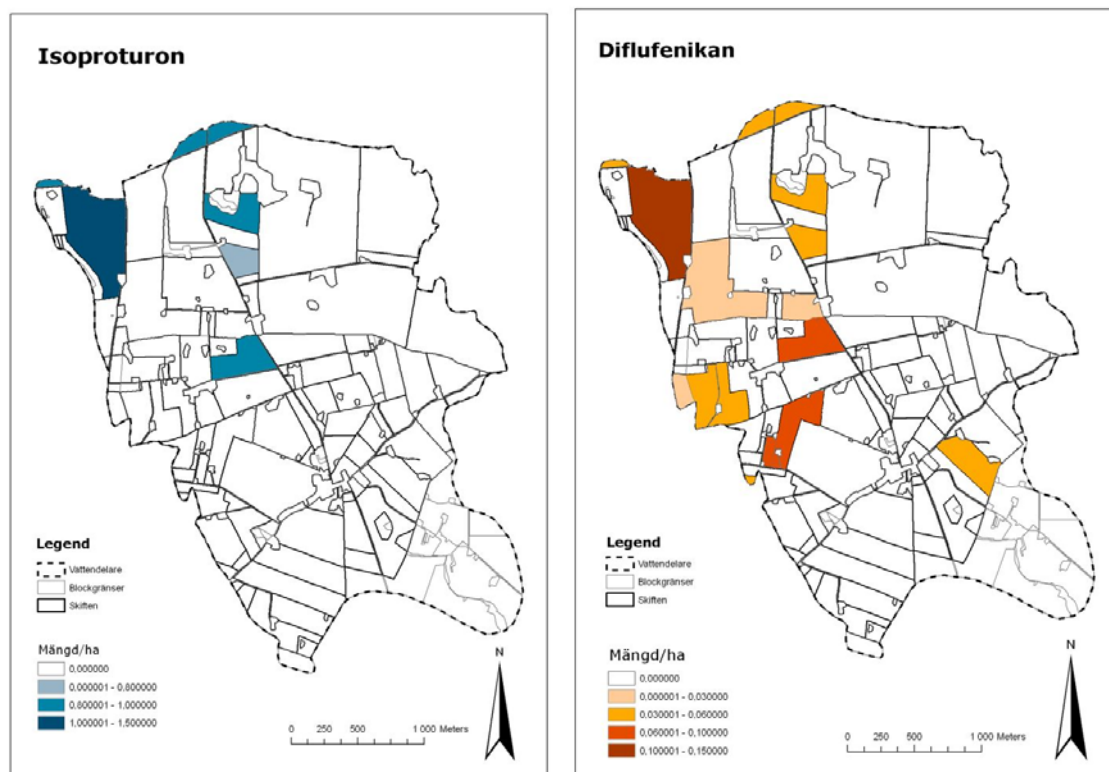 Isoproturon
Legend
Vattendelare
Blockgränser
Skiften
Mängd/ha
0,000000
0,000001 - 0,800000
0,800001 - 1,000000
1,000001 - 1,500000
N
0 250 500 1 000 Meters
Diflufenikan
Legend
Vattendelare
Blockgränser
Skiften
Mängd/ha
0,000000
0,000001 - 0,030000
0,030001 - 0,060000
0,060001 - 0,100000
0,100001 - 0,150000
N
0 250 500 1 000 Meters